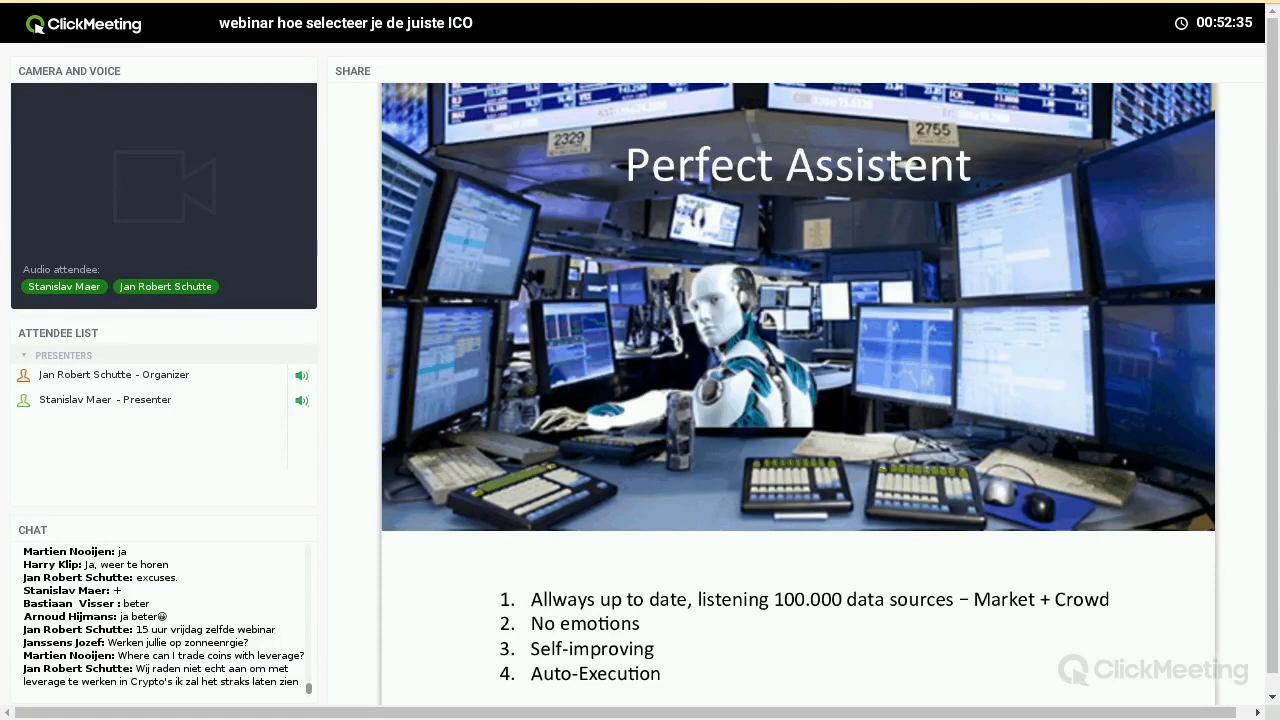 ClickMeeting
webinar hoe selecteer je de juiste ICO
00:52:35
CAMERA AND VOICE
Audio attendee:
Stanislav Maer
Jan Robert Schutte
ATTENDEE LIST
PRESENTERS
Jan Robert Schutte - Organizer
Stanislav Maer - Presenter
CHAT
Martien Nooijen: ja
Harry Klip: Ja, weer te horen
Jan Robert Schutte: excuses.
Stanislav Maer: +
Bastiaan Visser : beter
Arnoud Hijmans: ja beter😀
Jan Robert Schutte: 15 uur vrijdag zelfde webinar
Janssens Jozef: Werken jullie op zonneenrgie?
Martien Nooijen: Where can I trade coins with leverage?
Jan Robert Schutte: Wij raden niet echt aan om met
leverage te werken in Crypto's ik zal het straks laten zien
SHARE
2329
2755
Perfect Assistent
1. Allways up to date, listening 100.000 data sources – Market + Crowd
2. No emotions
3. Self-improving
4. Auto-Execution
ClickMeeting